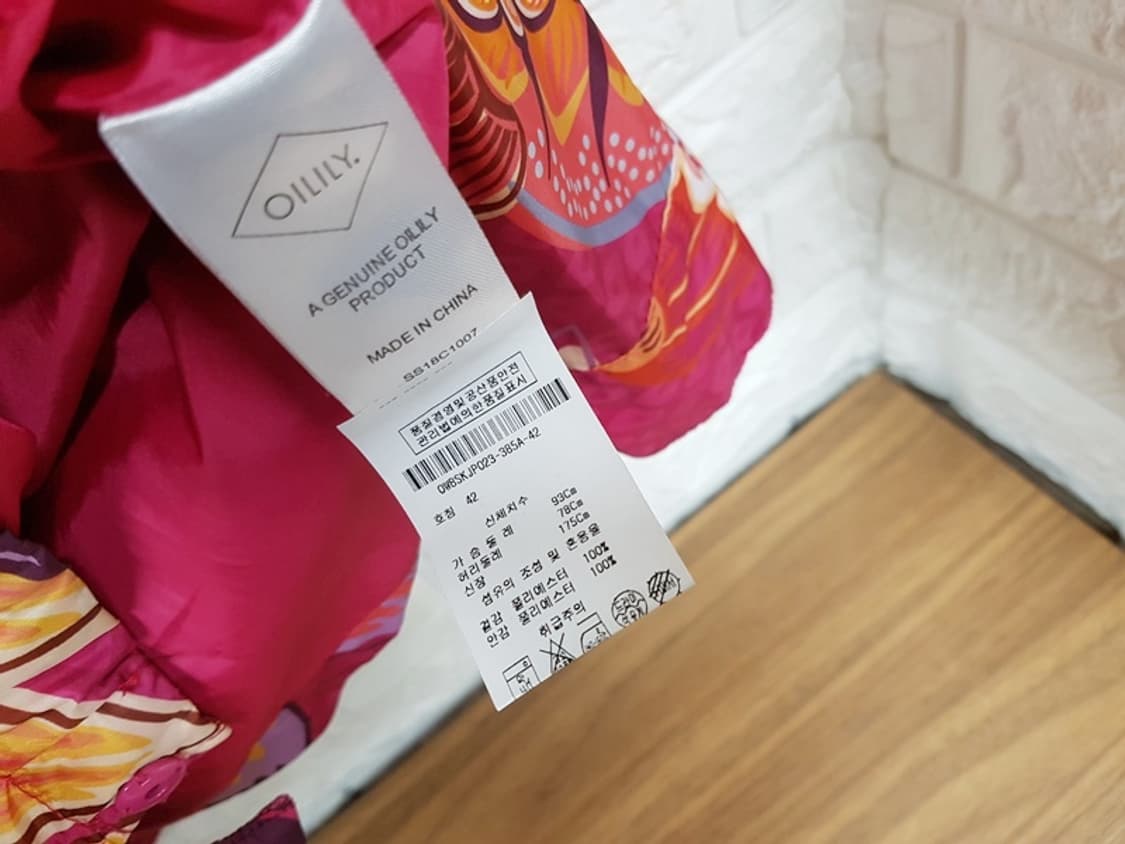 OILILY.
A GENUINE OILILY
PRODUCT
MADE IN CHINA
SS18C1007
품질경영및공산품안전
관리법에의한품질표시
OWBSKJP023-385A-42
호칭 42
신체치수
가슴둘레 93Cm
허리둘레 78Cm
신장 175Cm
섬유의 조성 및 혼용율
겉감 폴리에스터 100%
안감 폴리에스터 100%
취급주의
드라이